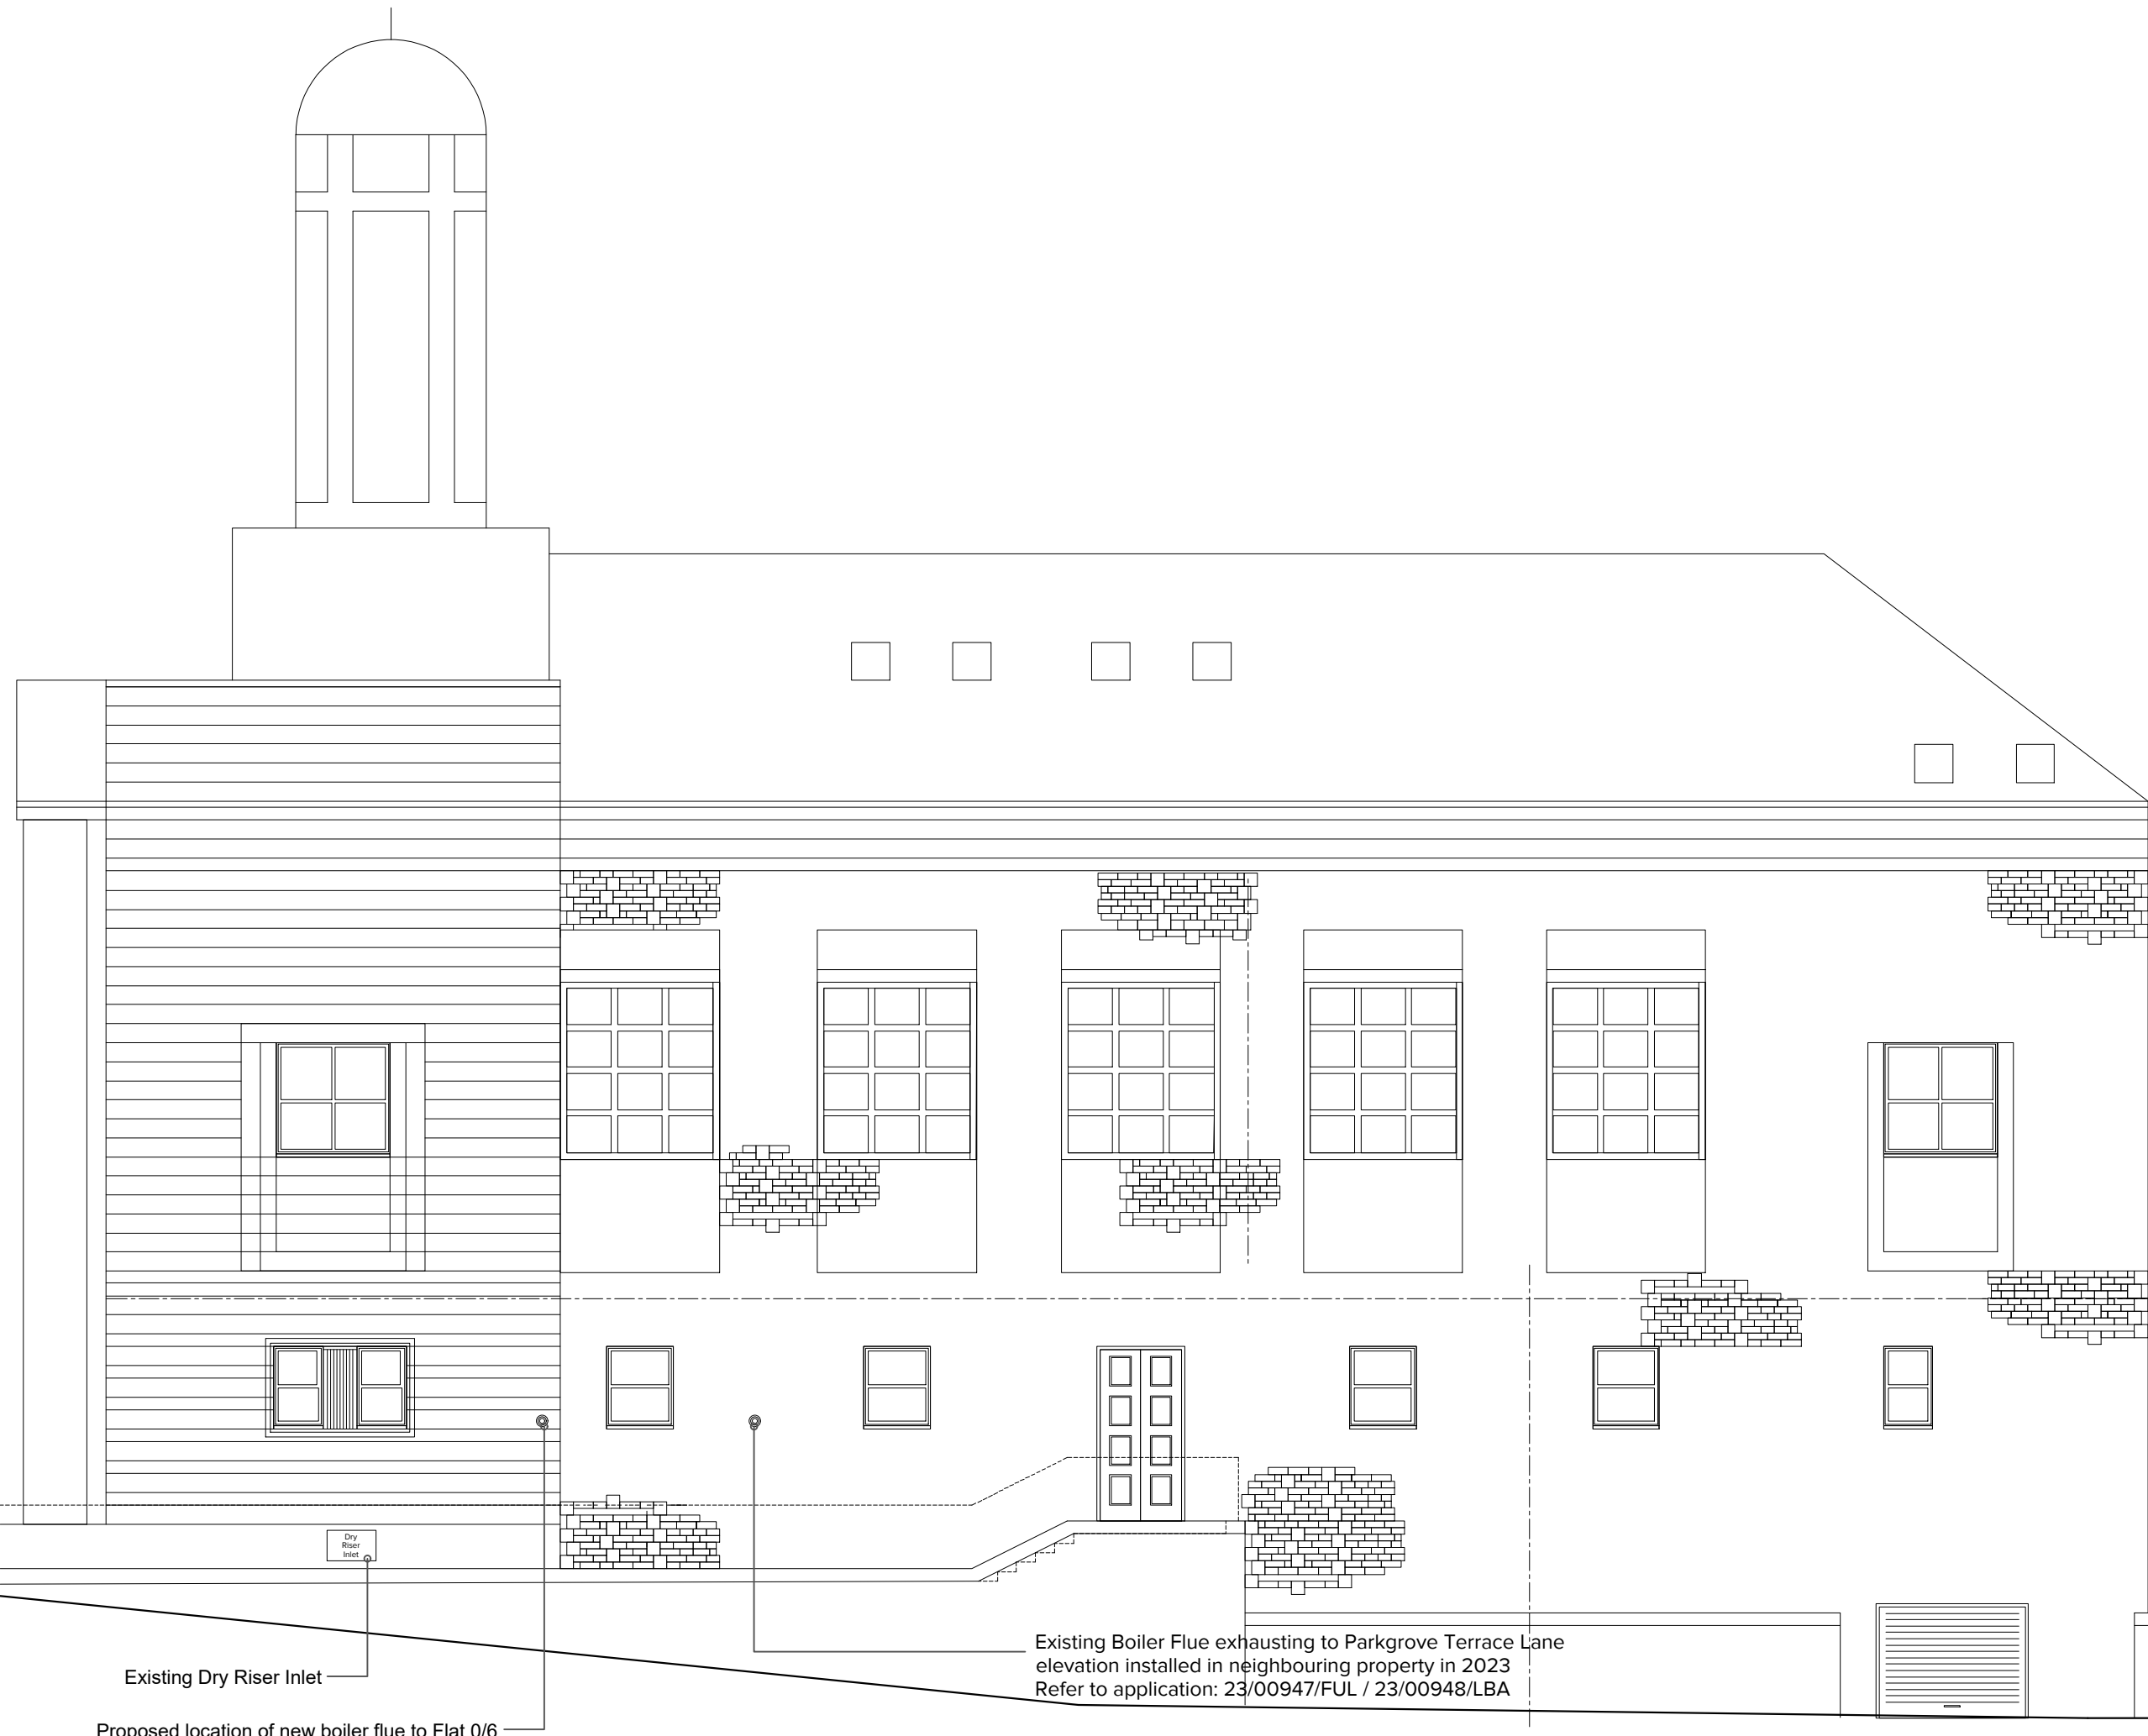 Dry
Riser
Inlet
Existing Boiler Flue exhausting to Parkgrove Terrace Lane
elevation installed in neighbouring property in 2023
Refer to application: 23/00947/FUL / 23/00948/LBA
Existing Dry Riser Inlet
Proposed location of new boiler flue to Flat 0/6